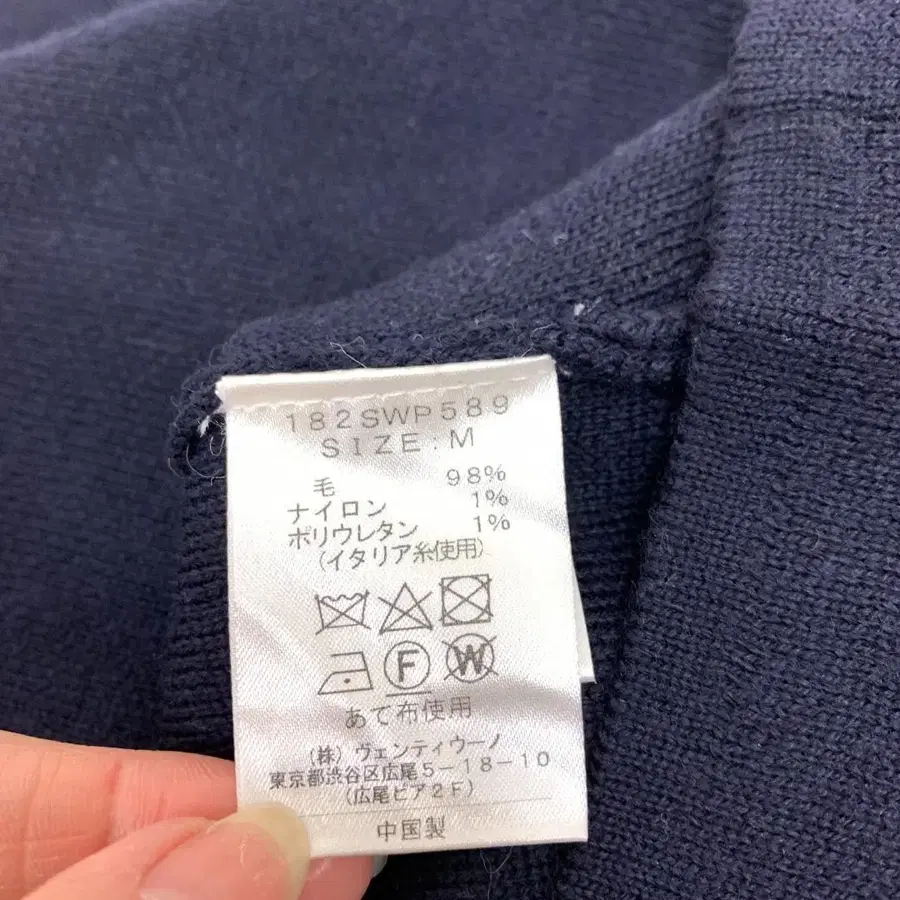 182SWP589
SIZE:M
毛 98%
ナイロン 1%
ポリウレタン 1%
(イタリア糸使用)
F W
あて布使用
(株)ヴェンティウーノ
東京都渋谷区広尾5-18-10
(広尾ピア2F)
中国製